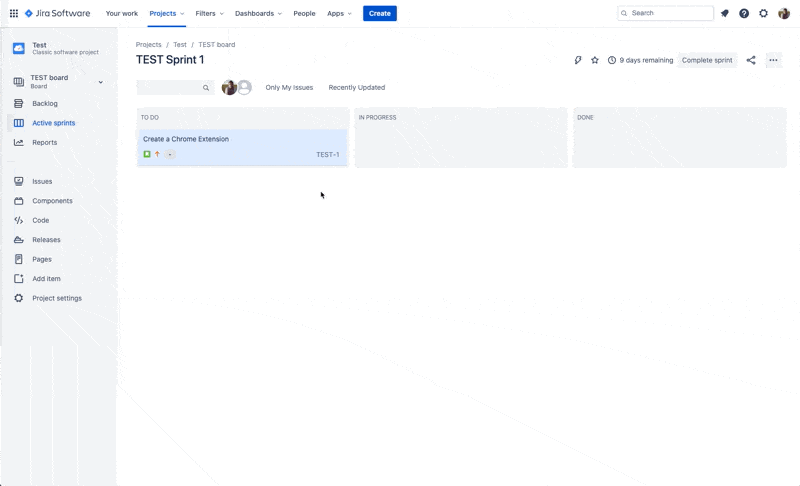 Jira Software
Your work
Projects
Filters
Dashboards
People
Apps
Create
Search
Test
Classic software project
TEST board
Board
Backlog
Active sprints
Reports
Issues
Components
Code
Releases
Pages
Add item
Project settings
Projects / Test / TEST board
TEST Sprint 1
9 days remaining
Complete sprint
Only My Issues
Recently Updated
TO DO
IN PROGRESS
DONE
Create a Chrome Extension
-
TEST-1